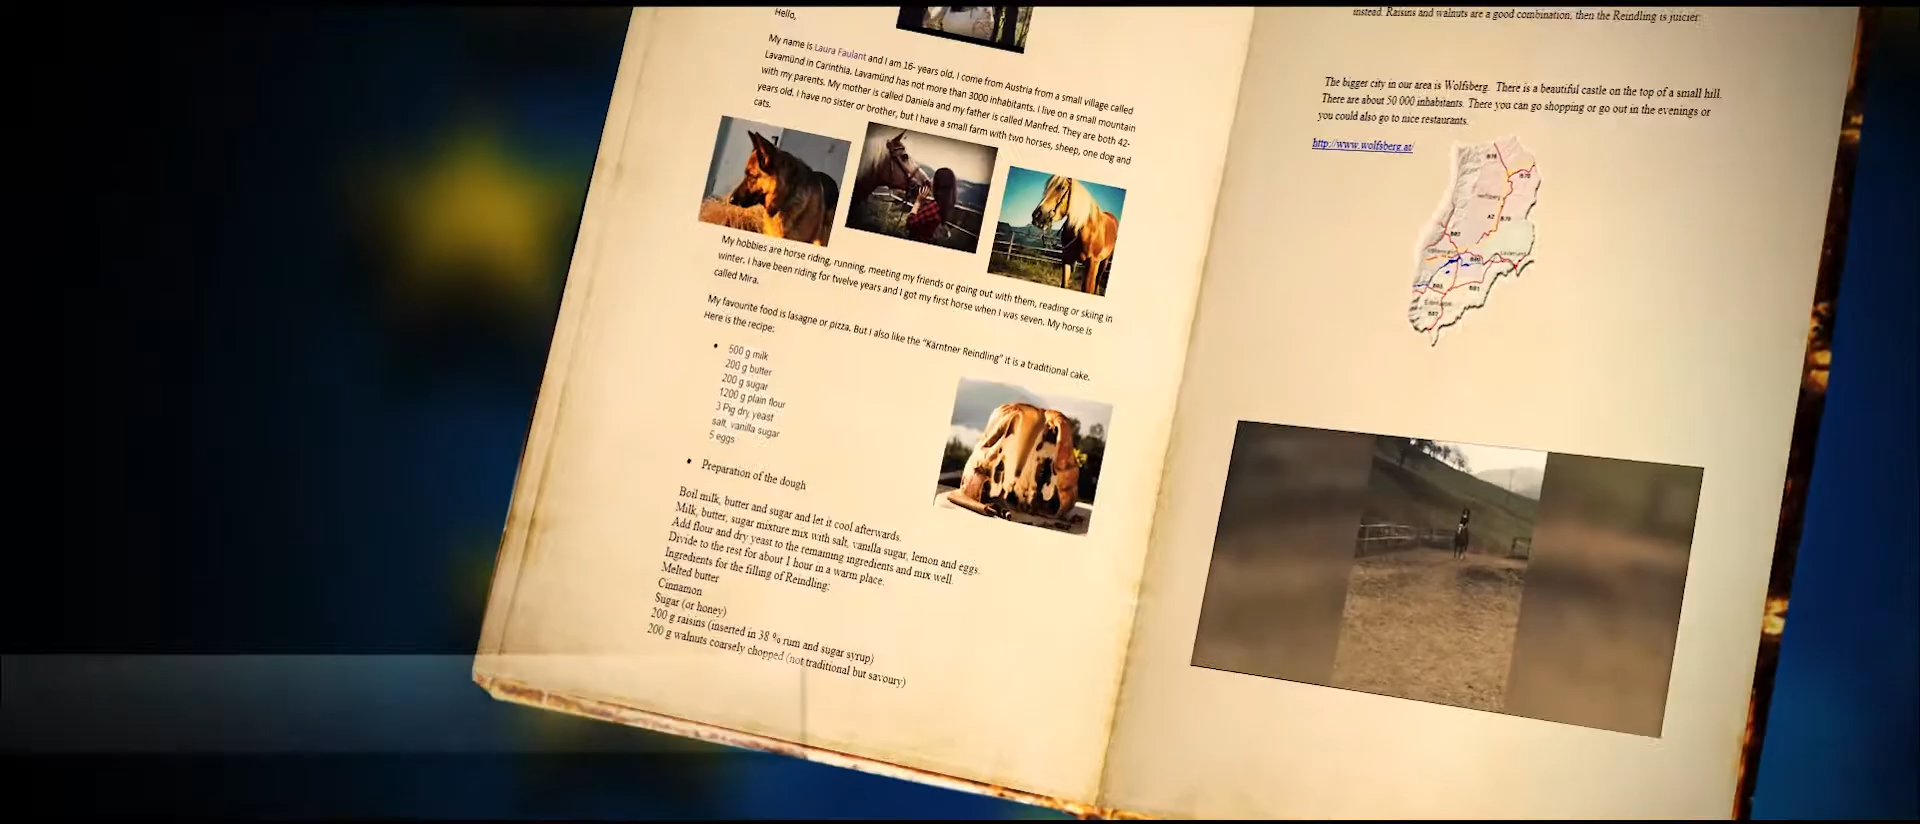 Hello,
My name is Laura Faulant and I am 16- years old. I come from Austria from a small village called
Lavamünd in Carinthia. Lavamünd has not more than 3000 inhabitants. I live on a small mountain
with my parents. My mother is called Daniela and my father is called Manfred. They are both 42-
years old. I have no sister or brother, but I have a small farm with two horses, sheep, one dog and
cats.
My hobbies are horse riding, running, meeting my friends or going out with them, reading or skiing in
winter. I have been riding for twelve years and I got my first horse when I was seven. My horse is
called Mira.
My favourite food is lasagne or pizza. But I also like the "Kärntner Reindling" it is a traditional cake.
Here is the recipe:
• 500 g milk
200 g butter
200 g sugar
1200 g plain flour
3 Pig dry yeast
salt, vanilla sugar
5 eggs
• Preparation of the dough
Boil milk, butter and sugar and let it cool afterwards.
Milk, butter, sugar mixture mix with salt, vanilla sugar, lemon and eggs.
Add flour and dry yeast to the remaining ingredients and mix well.
Divide to the rest for about 1 hour in a warm place.
Ingredients for the filling of Reindling:
Melted butter
Cinnamon
Sugar (or honey)
200 g raisins (inserted in 38 % rum and sugar syrup)
200 g walnuts coarsely chopped (not traditional but savoury)
instead. Raisins and walnuts are a good combination, then the Reindling is juicier.
The bigger city in our area is Wolfsberg. There is a beautiful castle on the top of a small hill.
There are about 50 000 inhabitants. There you can go shopping or go out in the evenings or
you could also go to nice restaurants.
http://www.wolfsberg.at/
B70
A2
B70